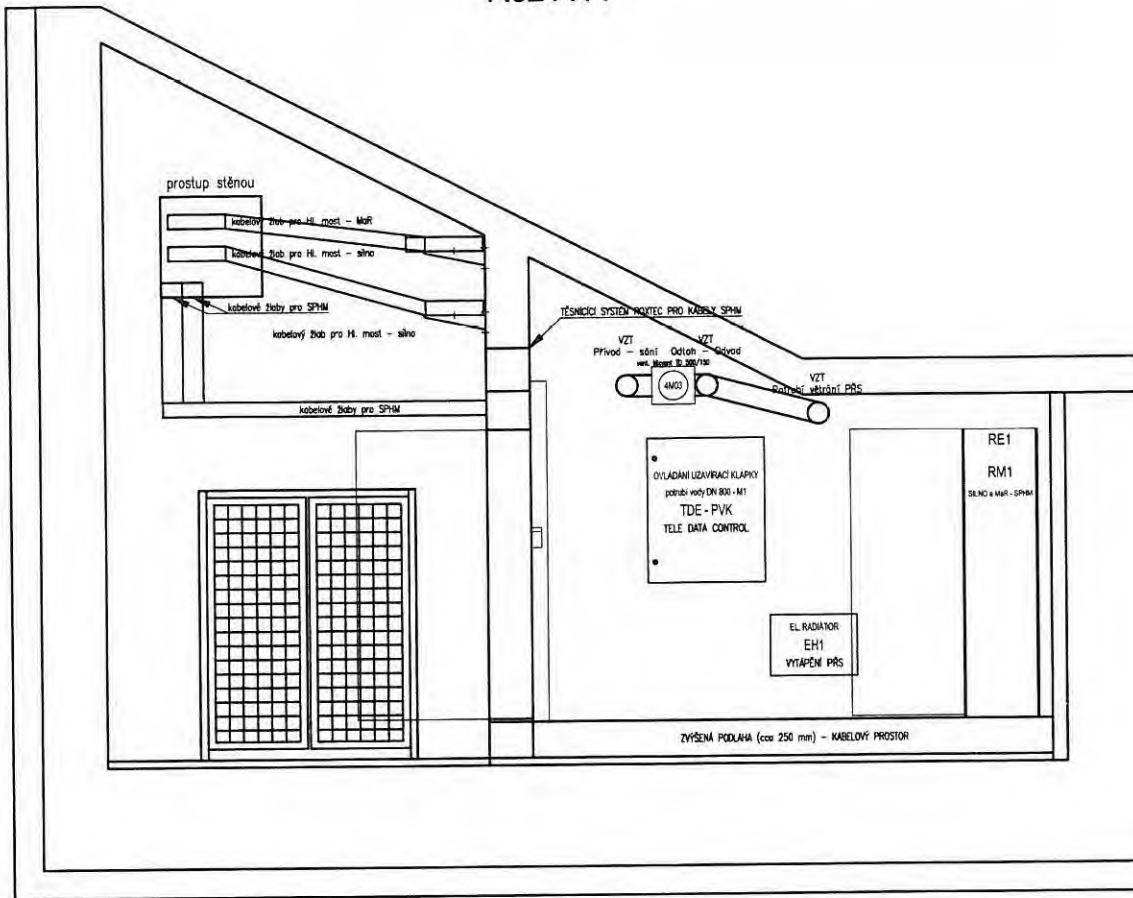 prostup stěnou
kabelový žlab pro Hl. most – MaR
kabelový žlab pro Hl. most – silno
kabelové žlaby pro SPHM
kabelový žlab pro Hl. most – silno
kabelové žlaby pro SPHM
TĚSNICÍ SYSTÉM ROXTEC PRO KABELY SPHM
VZT VZT
Přívod – sání Odtah – Odvod
4M03
VZT
Potrubí větrání PŘS
OVLÁDÁNÍ UZAVÍRACÍ KLAPKY
potrubí vody DN 800 - M1
TDE - PVK
TELE DATA CONTROL
RE1
RM1
SILNO a MaR - SPHM
EL. RADIÁTOR
EH1
VYTÁPĚNÍ PŘS
ZVÝŠENÁ PODLAHA (cca 250 mm) – KABELOVÝ PROSTOR